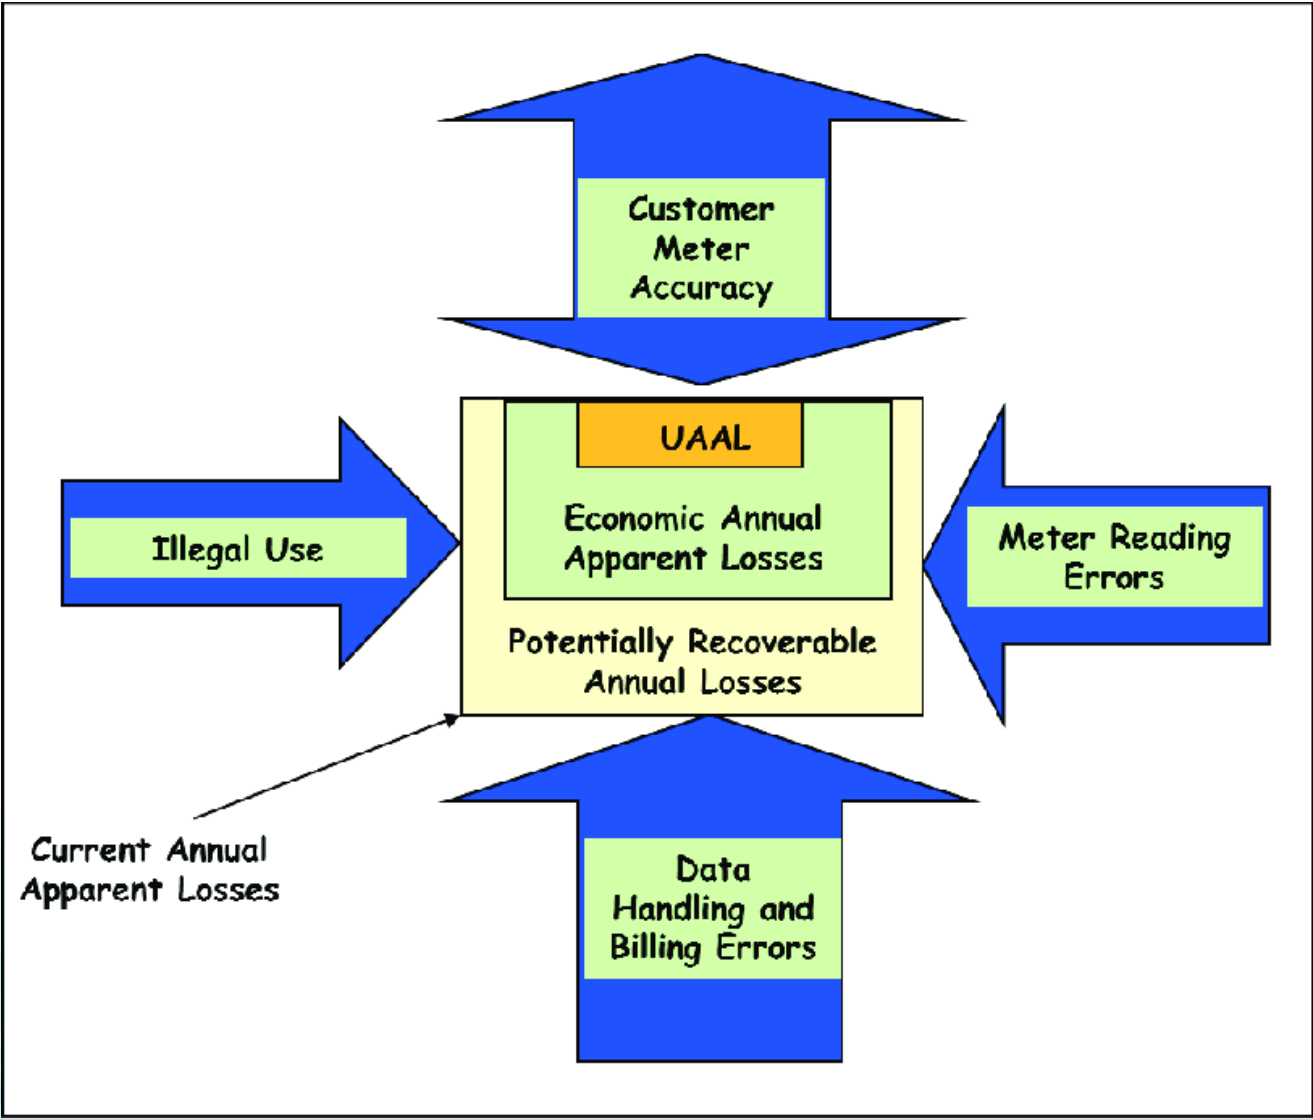 Customer
Meter
Accuracy
UAAL
Economic Annual
Apparent Losses
Illegal Use
Meter Reading
Errors
Potentially Recoverable
Annual Losses
Current Annual
Apparent Losses
Data
Handling and
Billing Errors